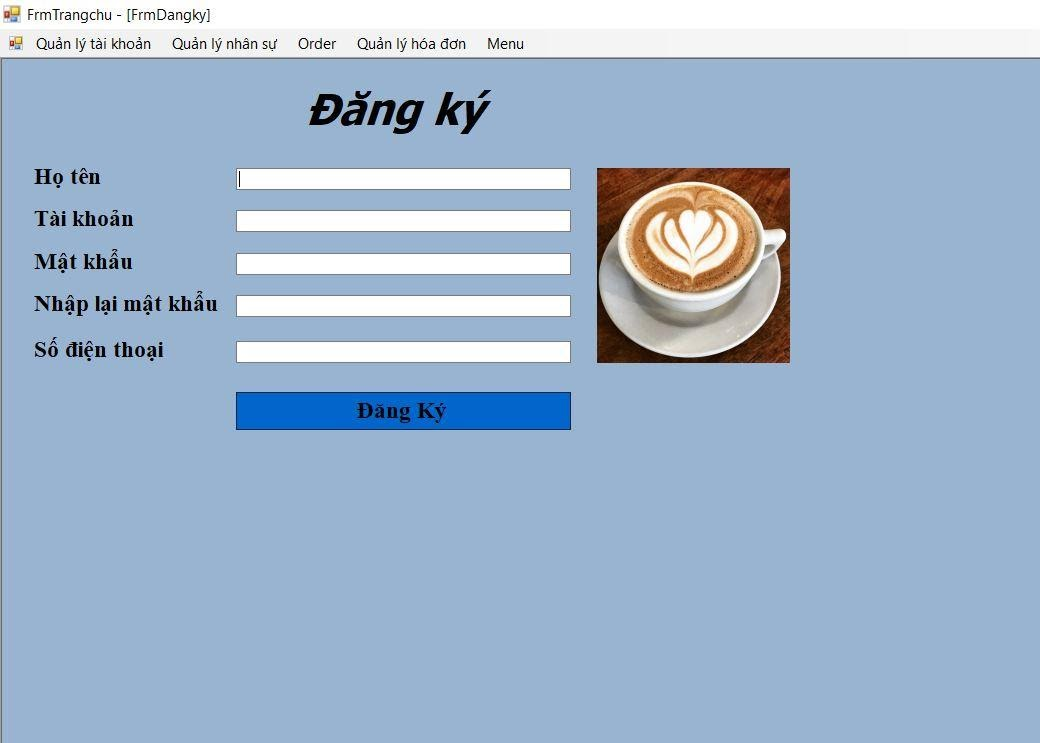 FrmTrangchu - [FrmDangky]
Quản lý tài khoản Quản lý nhân sự Order Quản lý hóa đơn Menu
Đăng ký
Họ tên
Tài khoản
Mật khẩu
Nhập lại mật khẩu
Số điện thoại
Đăng Ký